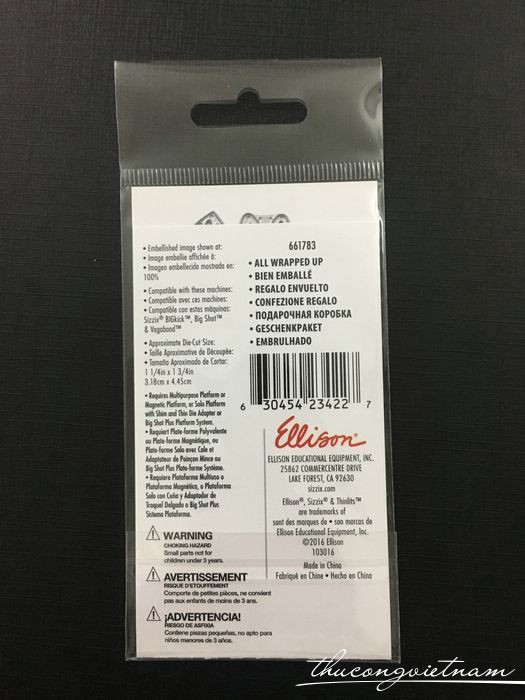 • Embellished image shown at:
• Image embellie affichée à:
• Imagen embellecida mostrada en:
100%
• Compatible with these machines:
• Compatible avec ces machines:
• Compatible con estas máquinas:
Sizzix® BIGkick™, Big Shot™
& Vagabond™
• Approximate Die-Cut Size:
• Taille Aproximative de Découpée:
• Tamaño Aproximado de Cortar:
1 1/4in x 1 3/4in
3.18cm x 4.45cm
• Requires Multipurpose Platform or
Magnetic Platform, or Solo Platform
with Shim and Thin Die Adapter or
Big Shot Plus Platform System.
• Requiert Plate-forme Polyvalente
ou Plate-forme Magnétique, ou
Plate-forme Solo avec Cale et
Adaptateur de Poinçon Mince ou
Big Shot Plus Plate-forme Système.
• Requiere Plataforma Multiuso o
Plataforma Magnética, o Plataforma
Solo con Cuña y Adaptador de
Troquel Delgado o Big Shot Plus
Sistema Plataforma.
WARNING
CHOKING HAZARD
Small parts not for
children under 3 years.
AVERTISSEMENT
RISQUE D'ETOUFFEMENT
Comporte de petites pièces, ne convient
pas aux enfants de moins de 3 ans.
¡ADVERTENCIA!
RIESGO DE ASFIXIA
Contiene piezas pequeñas, no apto para
niños menores de 3 años.
661783
• ALL WRAPPED UP
• BIEN EMBALLÉ
• REGALO ENVUELTO
• CONFEZIONE REGALO
• ПОДАРОЧНАЯ КОРОБКА
• GESCHENKPAKET
• EMBRULHADO
6 30454 23422 7
Ellison®
ELLISON EDUCATIONAL EQUIPMENT, INC.
25862 COMMERCENTRE DRIVE
LAKE FOREST, CA 92630
sizzix.com
Ellison®, Sizzix® & Thinlits™
are trademarks of
sont des marques de • son marcas de
Ellison Educational Equipment, Inc.
©2016 Ellison
103016
Made in China
Fabriqué en Chine • Hecho en China
thucongvietnam